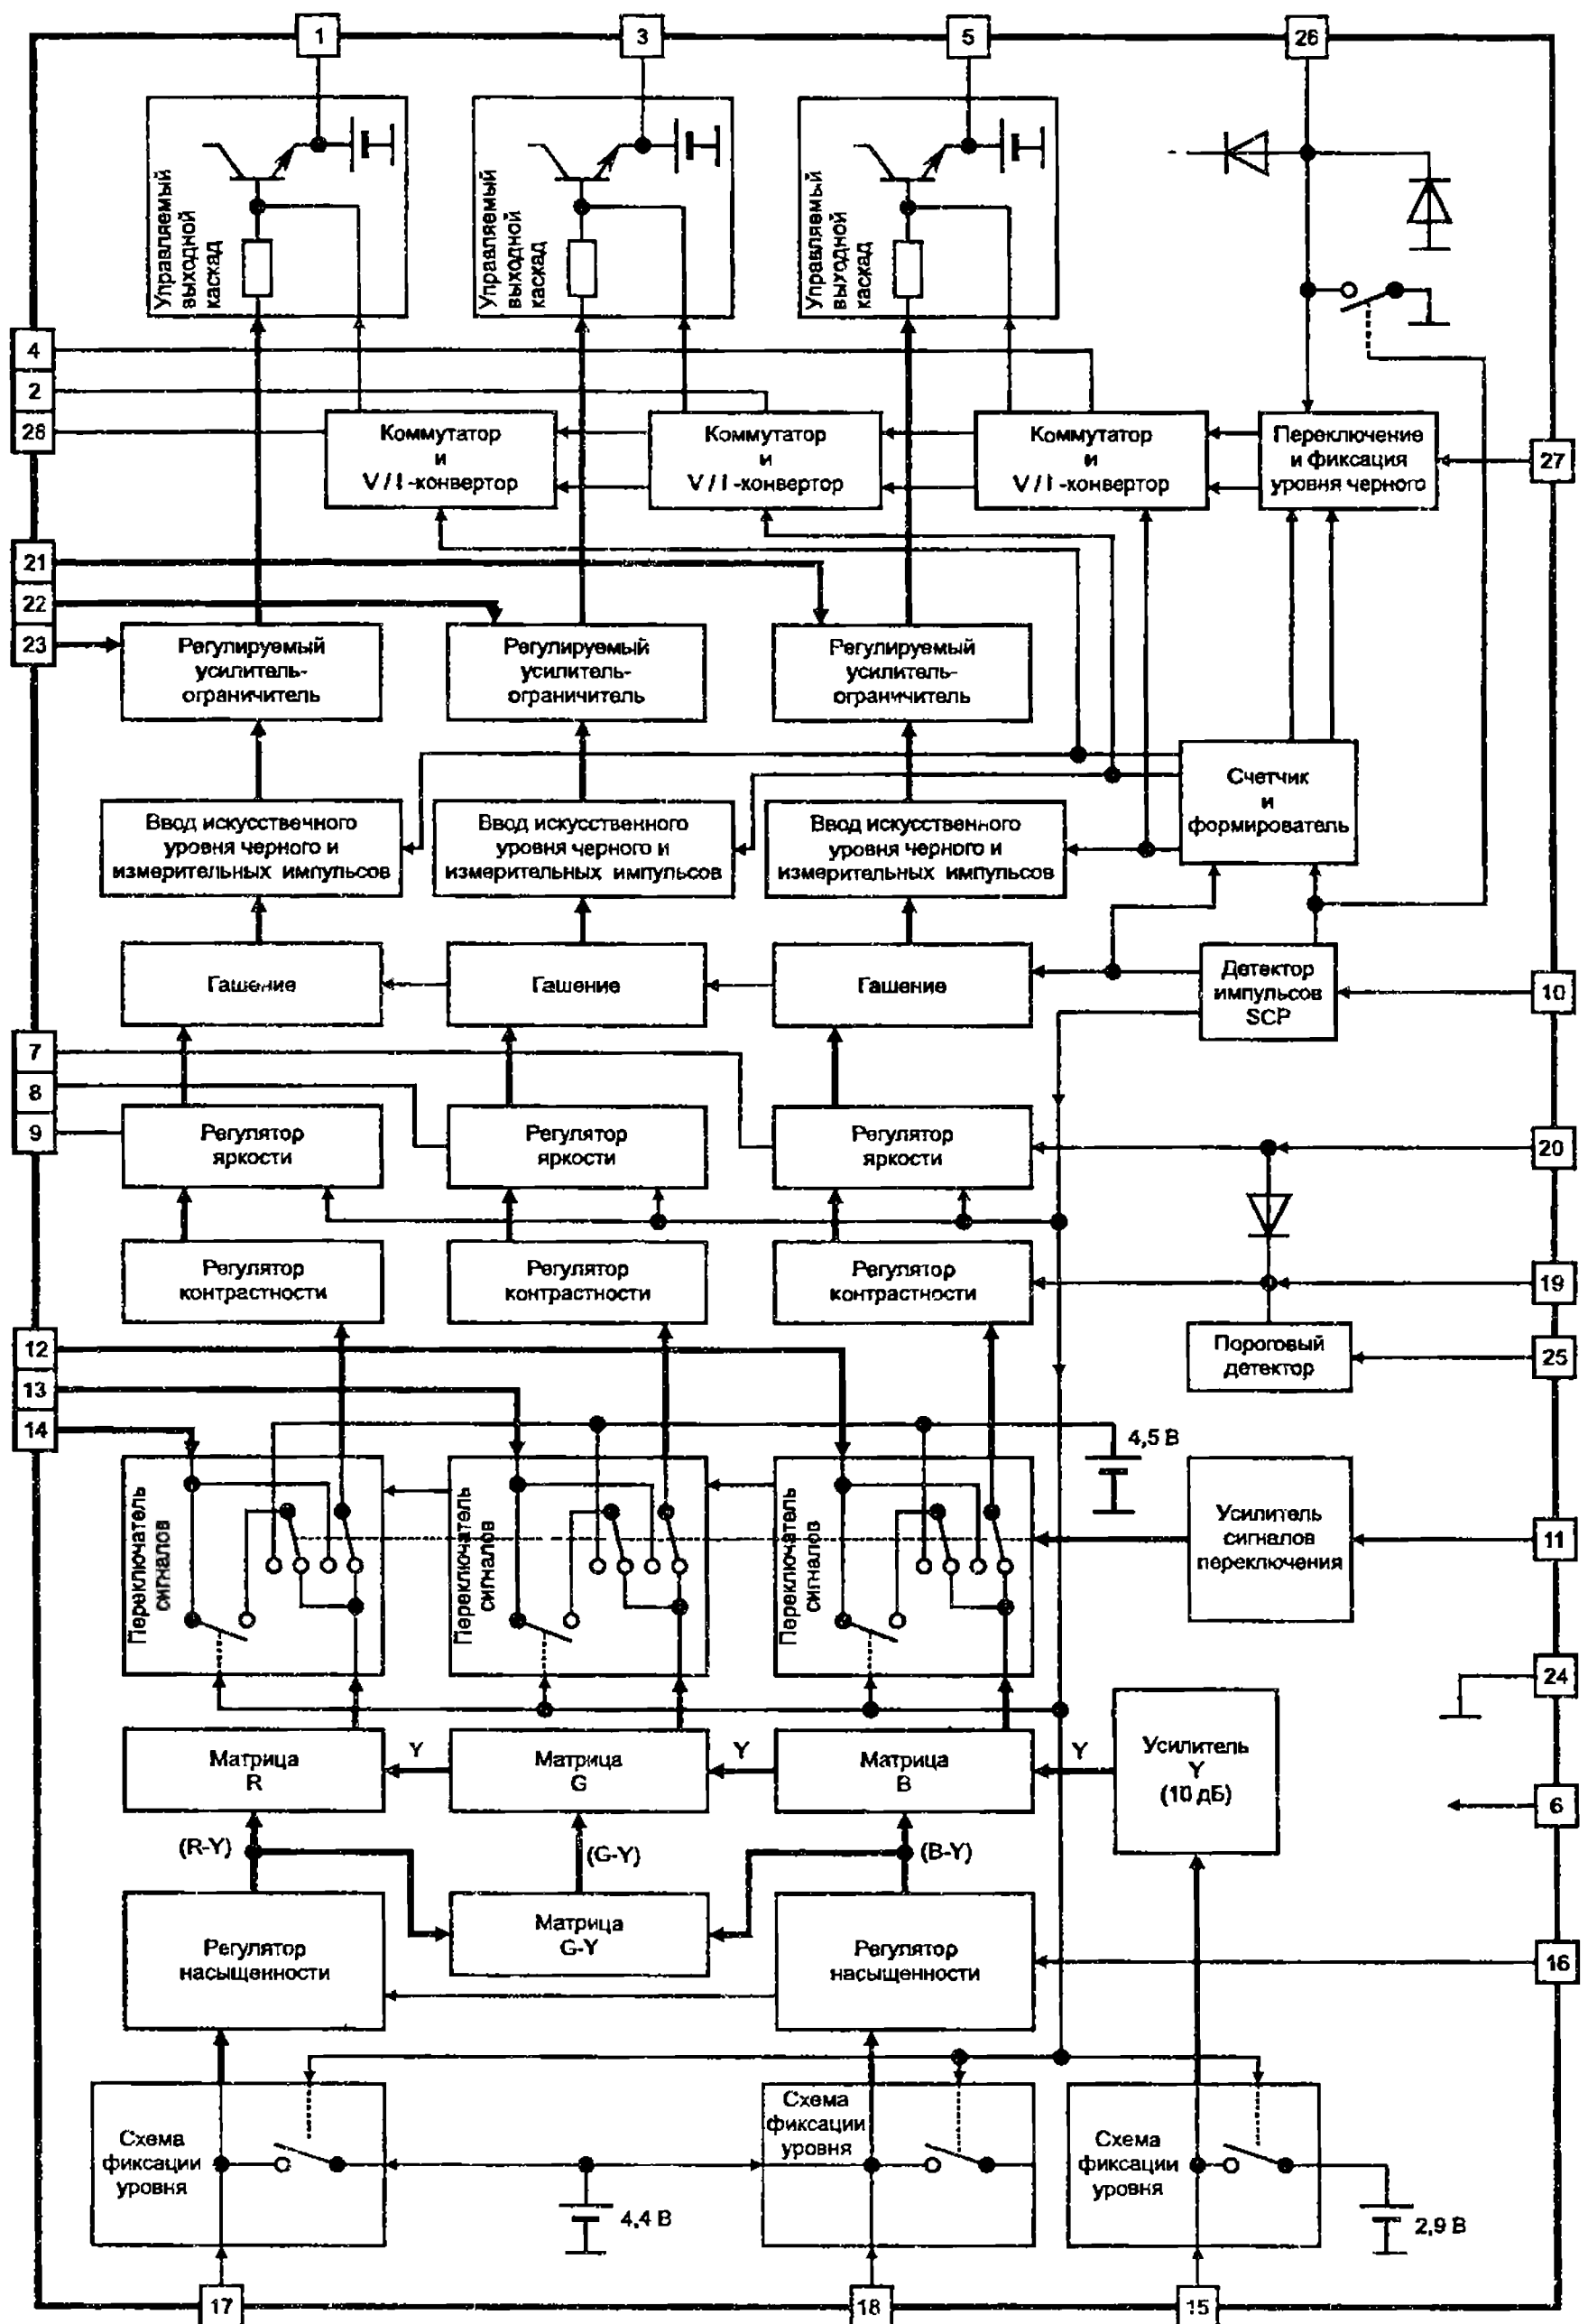 1
3
5
26
Управляемый
выходной
каскад
Управляемый
выходной
каскад
Управляемый
выходной
каскад
4
2
28
Коммутатор
и
V / I -конвертор
Коммутатор
и
V / I -конвертор
Коммутатор
и
V / I -конвертор
Переключение
и фиксация
уровня черного
27
21
22
23
Регулируемый
усилитель-
ограничитель
Регулируемый
усилитель-
ограничитель
Регулируемый
усилитель-
ограничитель
Счетчик
и
формирователь
Ввод искусственного
уровня черного и
измерительных импульсов
Ввод искусственного
уровня черного и
измерительных импульсов
Ввод искусственного
уровня черного и
измерительных импульсов
Гашение
Гашение
Гашение
Детектор
импульсов
SCP
10
7
8
9
Регулятор
яркости
Регулятор
яркости
Регулятор
яркости
20
Регулятор
контрастности
Регулятор
контрастности
Регулятор
контрастности
19
12
13
14
Пороговый
детектор
25
4,5 В
Переключатель
сигналов
Переключатель
сигналов
Переключатель
сигналов
Усилитель
сигналов
переключения
11
24
Матрица
R
Y
Матрица
G
Y
Матрица
B
Y
Усилитель
Y
(10 дБ)
6
(R-Y)
(G-Y)
(B-Y)
Регулятор
насыщенности
Матрица
G-Y
Регулятор
насыщенности
16
Схема
фиксации
уровня
4,4 В
Схема
фиксации
уровня
Схема
фиксации
уровня
2,9 В
17
18
15